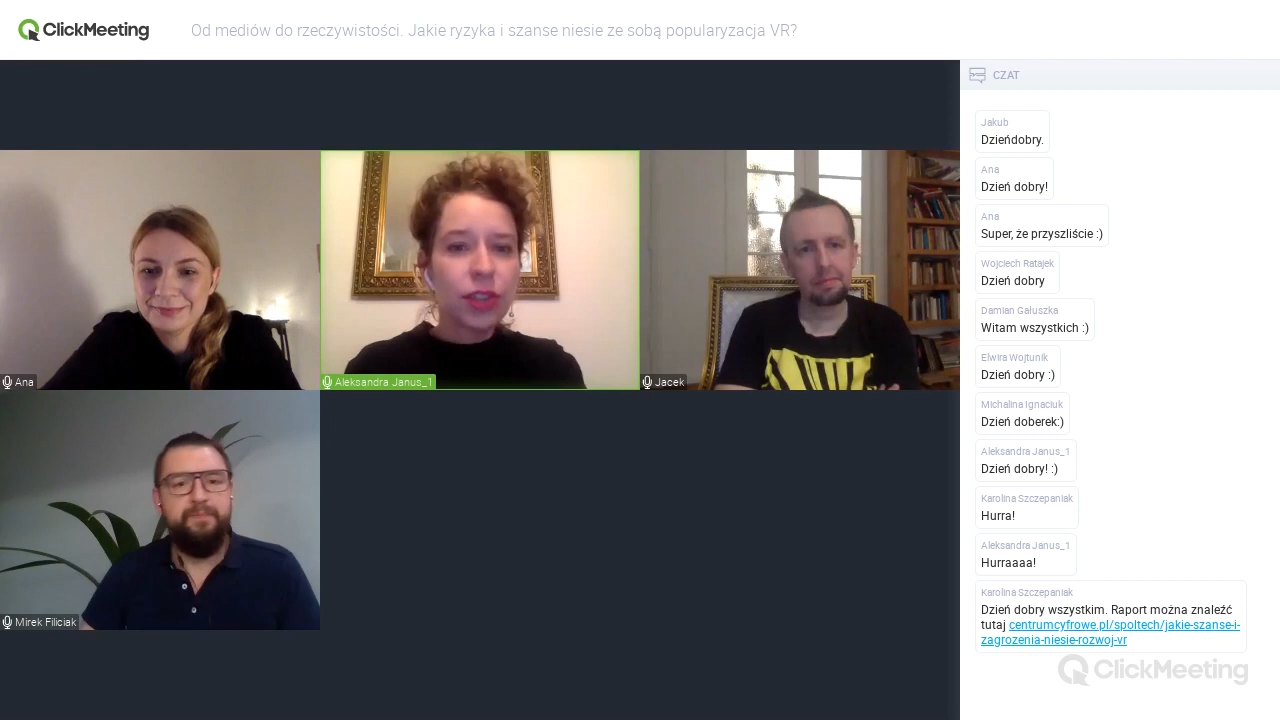 ClickMeeting
Od mediów do rzeczywistości. Jakie ryzyka i szanse niesie ze sobą popularyzacja VR?
CZAT
Ana
Aleksandra Janus_1
Jacek
Mirek Filiciak
Jakub
Dzieńdobry.
Ana
Dzień dobry!
Ana
Super, że przyszliście :)
Wojciech Ratajek
Dzień dobry
Damian Gałuszka
Witam wszystkich :)
Elwira Wojtunik
Dzień dobry :)
Michalina Ignaciuk
Dzień doberek:)
Aleksandra Janus_1
Dzień dobry! :)
Karolina Szczepaniak
Hurra!
Aleksandra Janus_1
Hurraaaa!
Karolina Szczepaniak
Dzień dobry wszystkim. Raport można znaleźć
tutaj centrumcyfrowe.pl/spoltech/jakie-szanse-i-
zagrozenia-niesie-rozwoj-vr
ClickMeeting